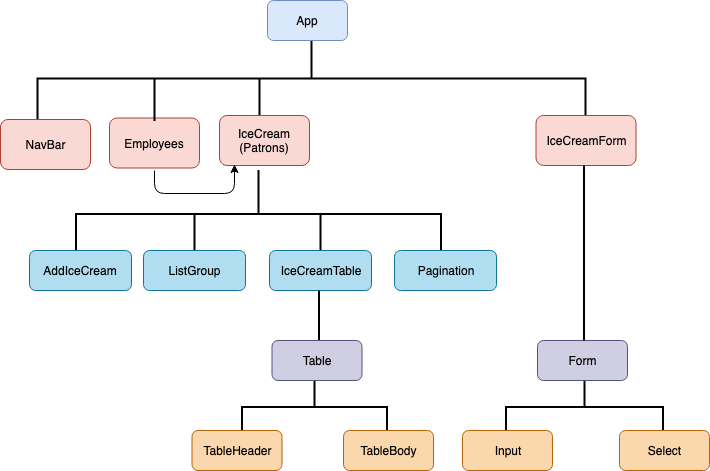 App
NavBar
Employees
IceCream
(Patrons)
IceCreamForm
AddIceCream
ListGroup
IceCreamTable
Pagination
Table
Form
TableHeader
TableBody
Input
Select